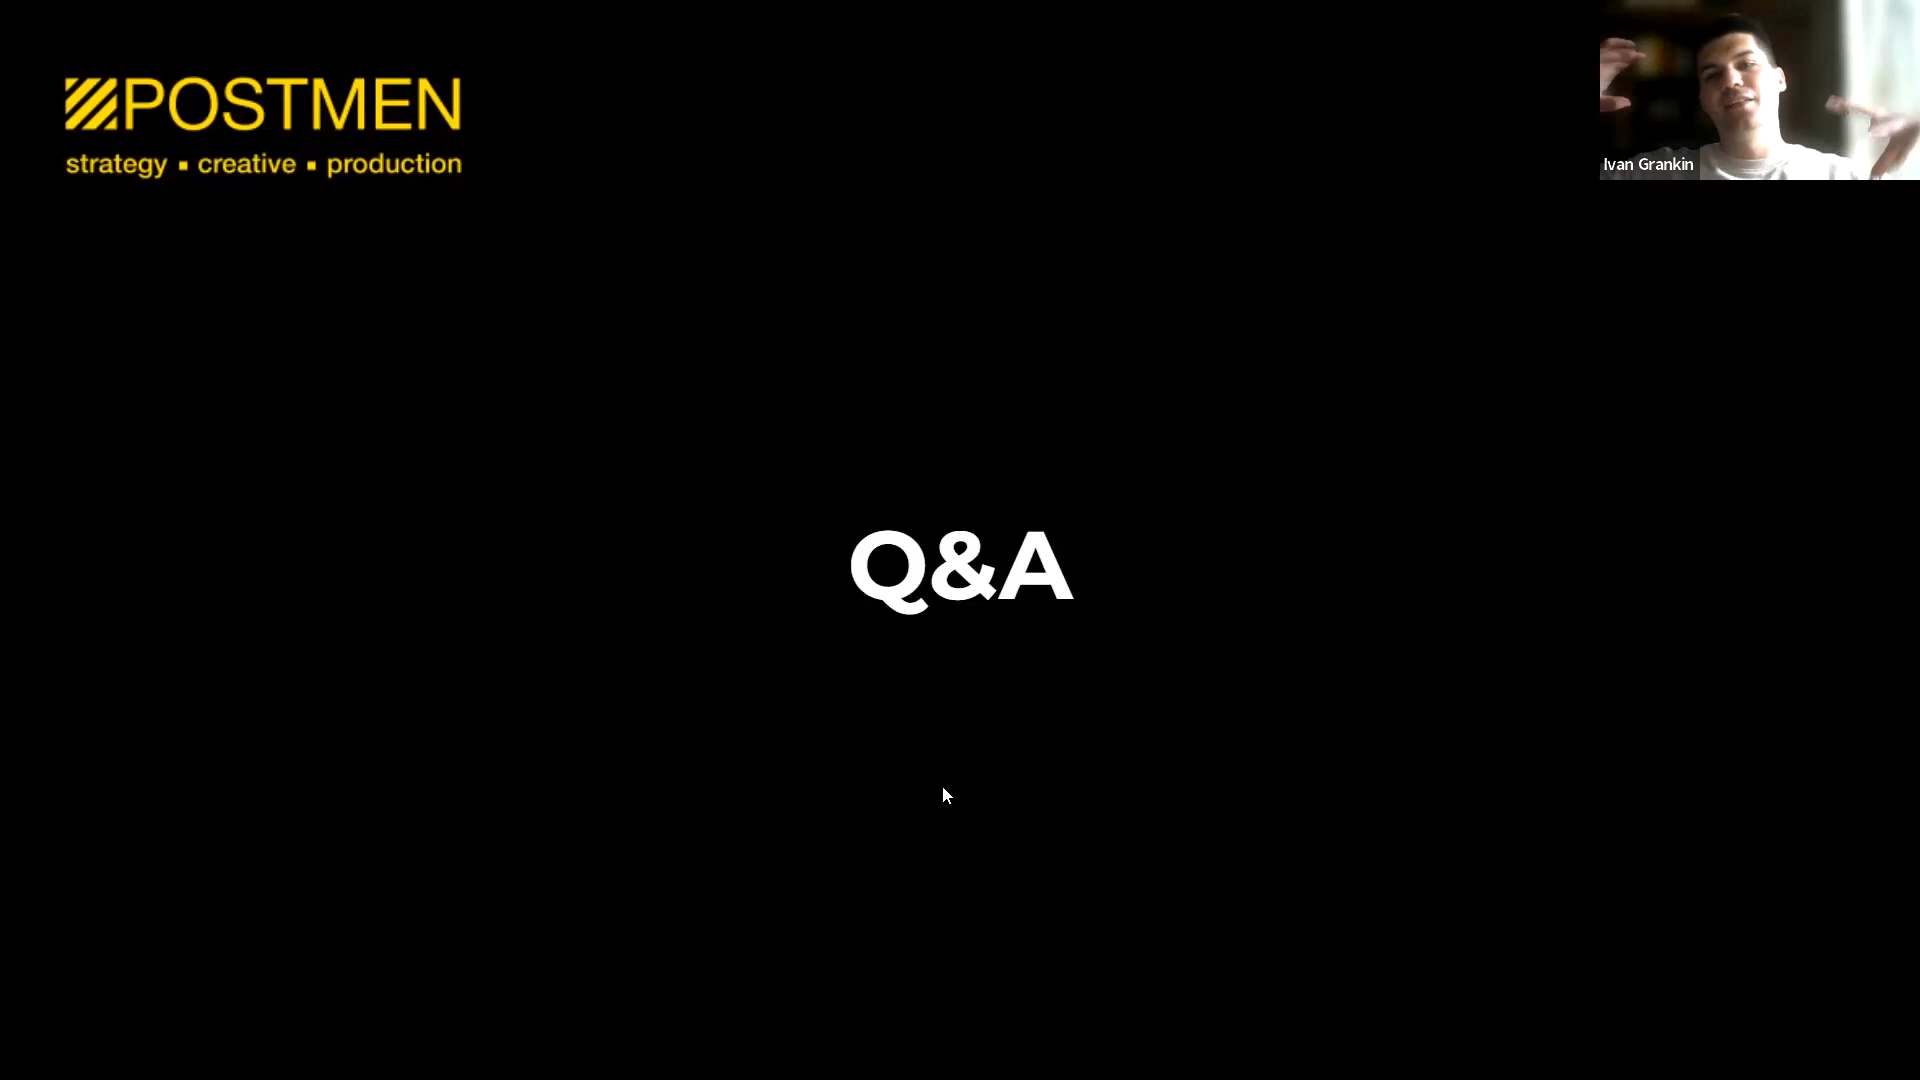 POSTMEN
strategy ▪ creative ▪ production
Ivan Grankin
Q&A